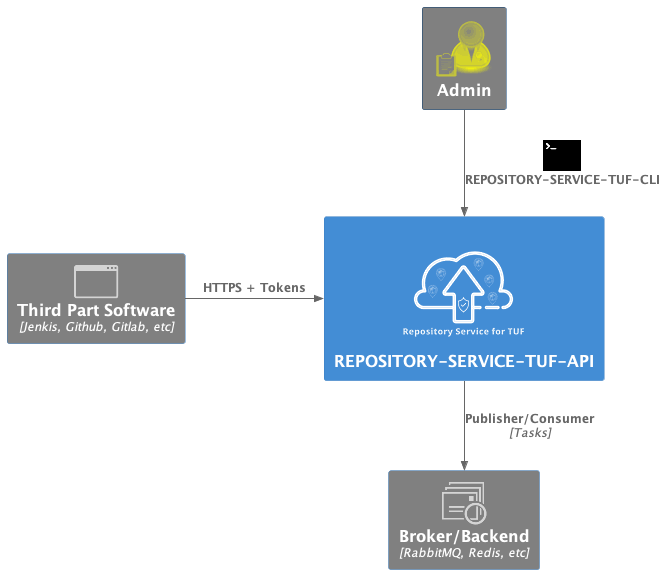 Admin
>_
REPOSITORY-SERVICE-TUF-CLI
HTTPS + Tokens
Third Part Software
[Jenkis, Github, Gitlab, etc]
Repository Service for TUF
REPOSITORY-SERVICE-TUF-API
Publisher/Consumer
[Tasks]
Broker/Backend
[RabbitMQ, Redis, etc]